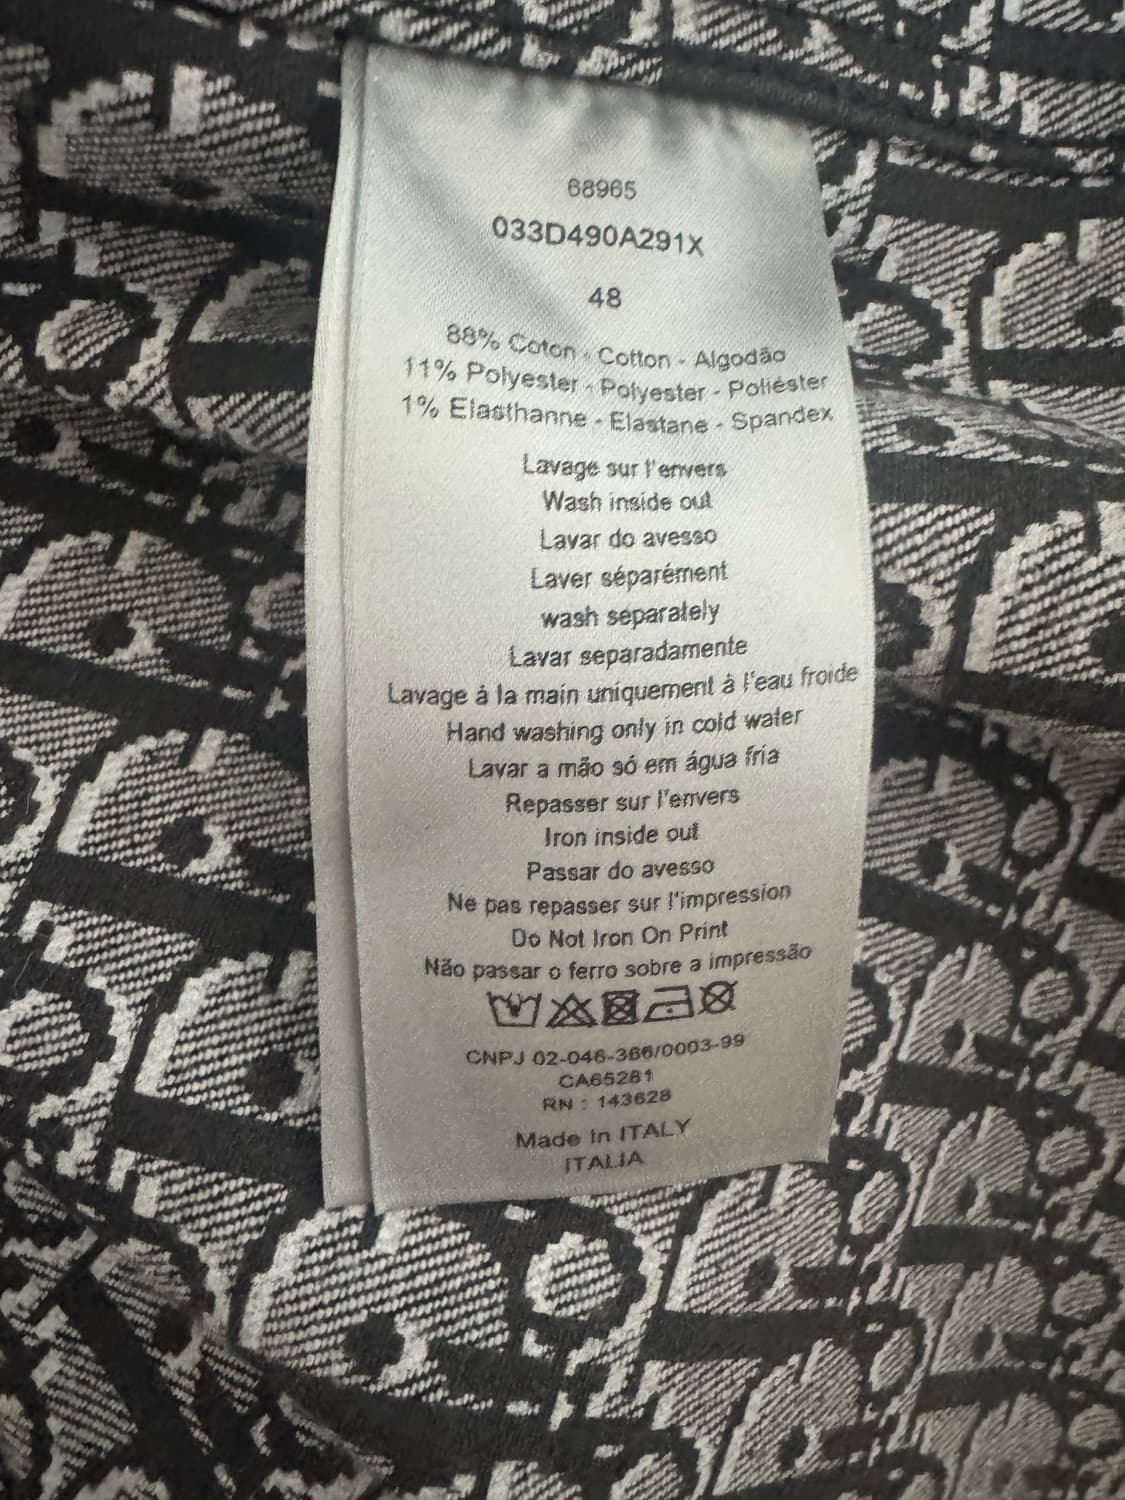 68965
033D490A291X
48
88% Coton - Cotton - Algodão
11% Polyester - Polyester - Poliéster
1% Elasthanne - Elastane - Spandex
Lavage sur l'envers
Wash inside out
Lavar do avesso
Laver séparément
wash separately
Lavar separadamente
Lavage à la main uniquement à l'eau froide
Hand washing only in cold water
Lavar a mão só em água fria
Repasser sur l'envers
Iron inside out
Passar do avesso
Ne pas repasser sur l'impression
Do Not Iron On Print
Não passar o ferro sobre a impressão
CNPJ 02-046-366/0003-99
CA65281
RN : 143628
Made In ITALY
ITALIA